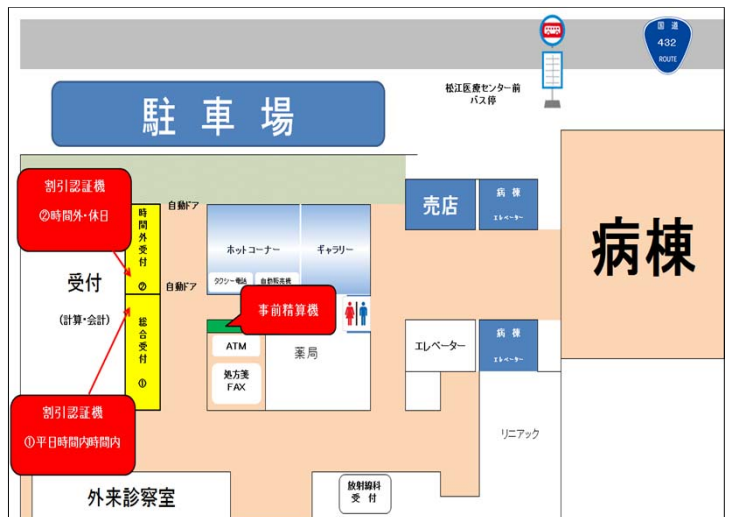 国道
432
ROUTE
松江医療センター前
バス停
駐車場
割引認証機
②時間外・休日
時間外受付
②
自動ドア
自動ドア
ホットコーナー
ギャラリー
タクシー電話
自動販売機
売店
病棟
エレベーター
病棟
受付
(計算・会計)
総合受付
①
事前精算機
ATM
処方箋
FAX
薬局
エレベーター
病棟
エレベーター
割引認証機
①平日時間内時間内
リニアック
外来診察室
放射線科
受付